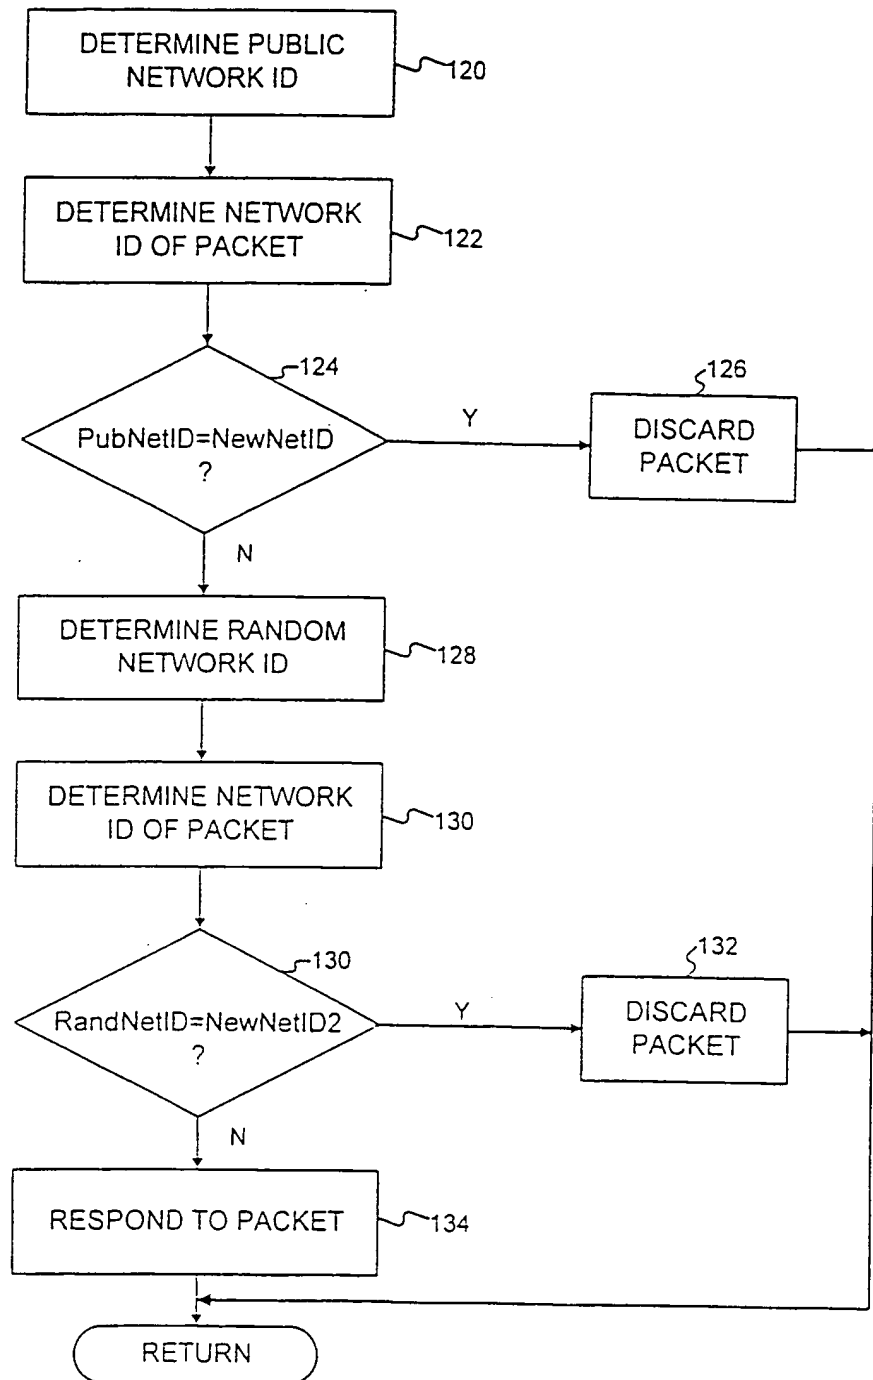 DETERMINE PUBLIC
NETWORK ID
120
DETERMINE NETWORK
ID OF PACKET
122
124
PubNetID=NewNetID
?
Y
126
DISCARD
PACKET
N
DETERMINE RANDOM
NETWORK ID
128
DETERMINE NETWORK
ID OF PACKET
130
130
RandNetID=NewNetID2
?
Y
132
DISCARD
PACKET
N
RESPOND TO PACKET
134
RETURN